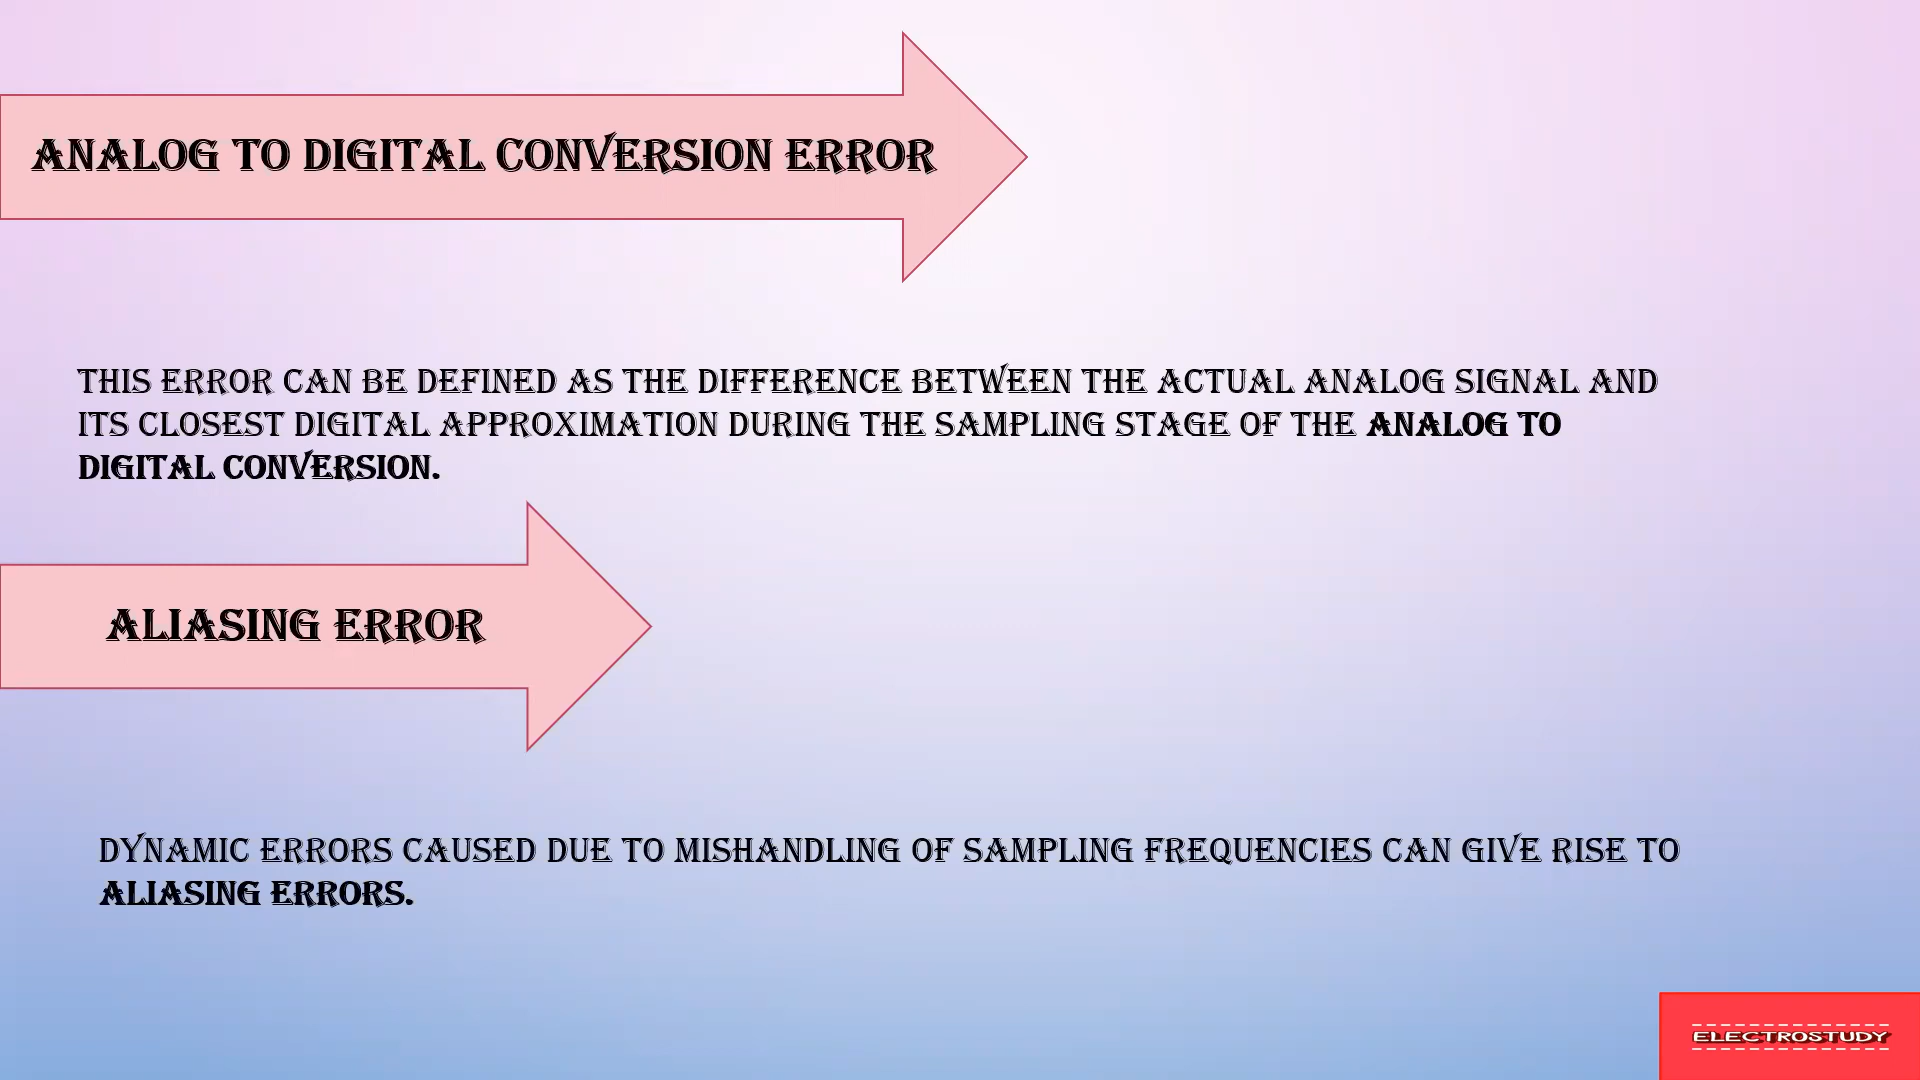 ANALOG TO DIGITAL CONVERSION ERROR
THIS ERROR CAN BE DEFINED AS THE DIFFERENCE BETWEEN THE ACTUAL ANALOG SIGNAL AND
ITS CLOSEST DIGITAL APPROXIMATION DURING THE SAMPLING STAGE OF THE ANALOG TO
DIGITAL CONVERSION.
ALIASING ERROR
DYNAMIC ERRORS CAUSED DUE TO MISHANDLING OF SAMPLING FREQUENCIES CAN GIVE RISE TO
ALIASING ERRORS.
ELECTROSTUDY